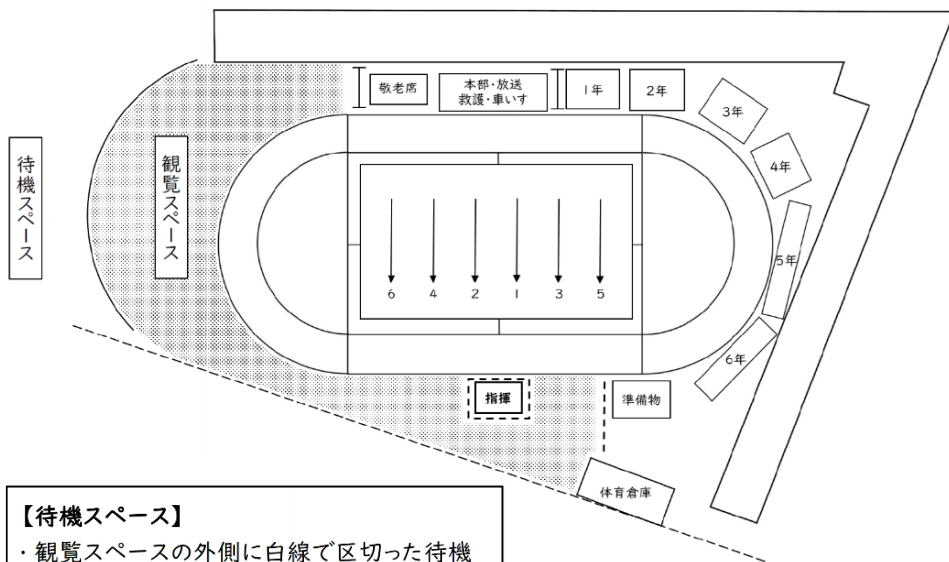 敬老席
本部・放送
救護・車いす
1年
2年
3年
4年
5年
6年
待機スペース
観覧スペース
6 4 2 1 3 5
指揮
準備物
体育倉庫
【待機スペース】
・観覧スペースの外側に白線で区切った待機